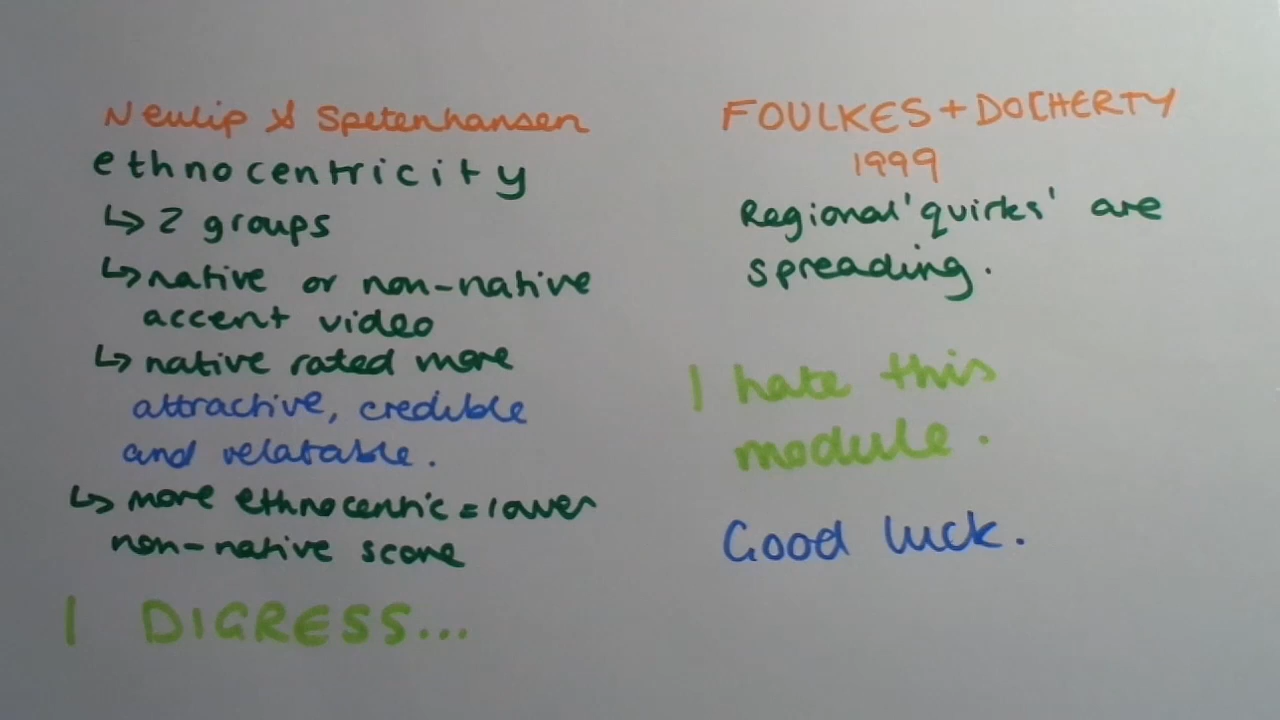 Neulip & Spetenhansen
ethnocentricity
↳ 2 groups
↳ native or non-native
accent video
↳ native rated more
attractive, credible
and relatable.
↳ more ethnocentic = lower
non-native score
I DIGRESS...
FOULKES + DOCHERTY
1999
Regional 'quirks' are
spreading.
I hate this
module.
Good luck.